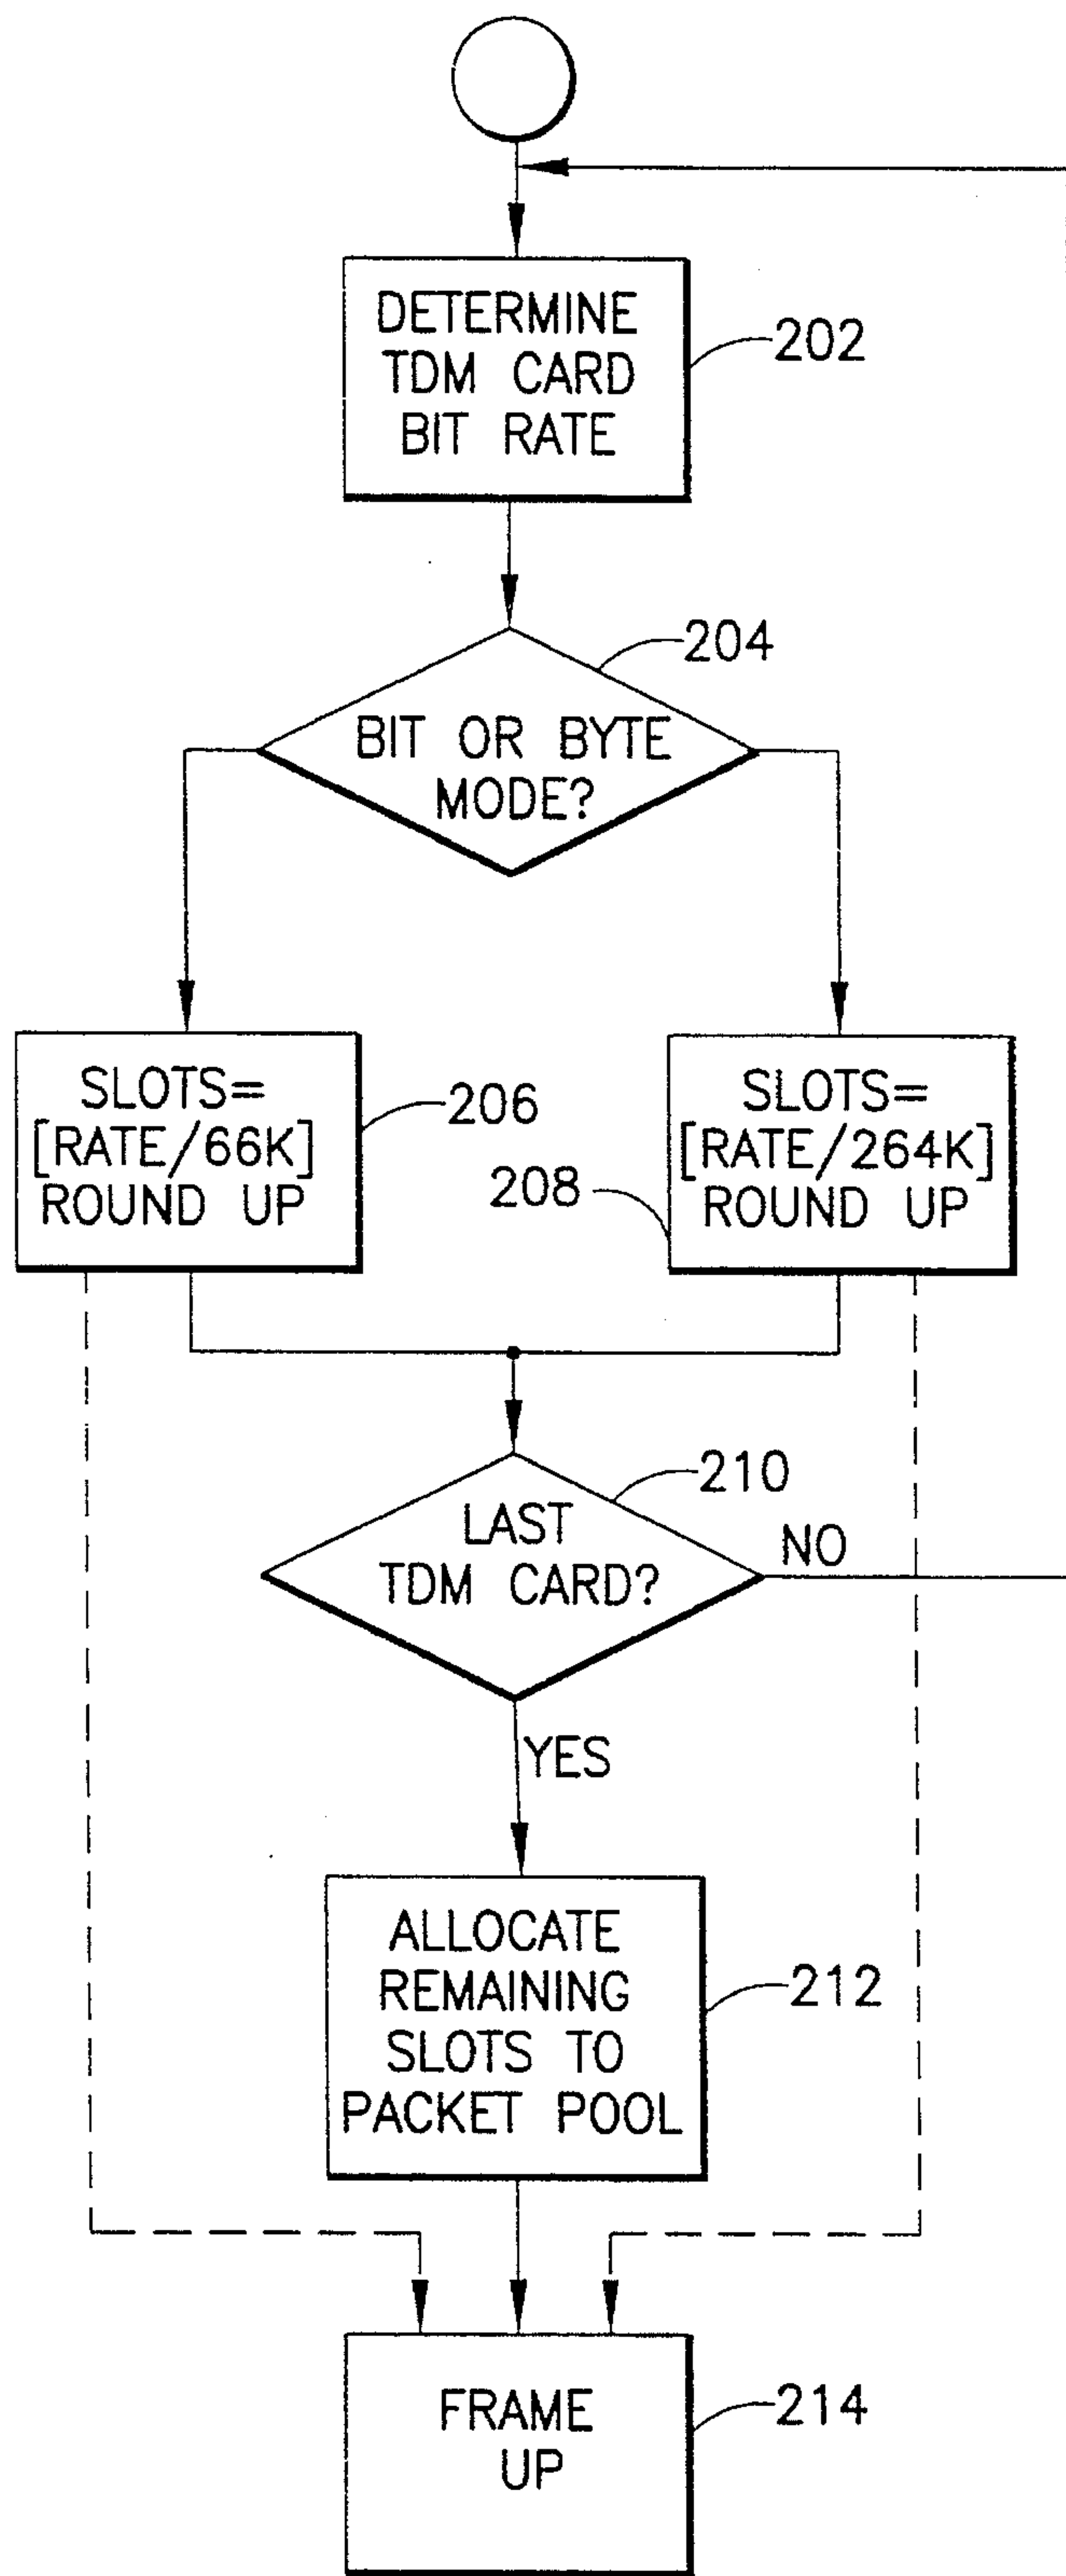 DETERMINE
TDM CARD
BIT RATE
202
204
BIT OR BYTE
MODE?
SLOTS=
[RATE/66K]
ROUND UP
206
SLOTS=
[RATE/264K]
ROUND UP
208
210
LAST
TDM CARD?
NO
YES
ALLOCATE
REMAINING
SLOTS TO
PACKET POOL
212
FRAME
UP
214